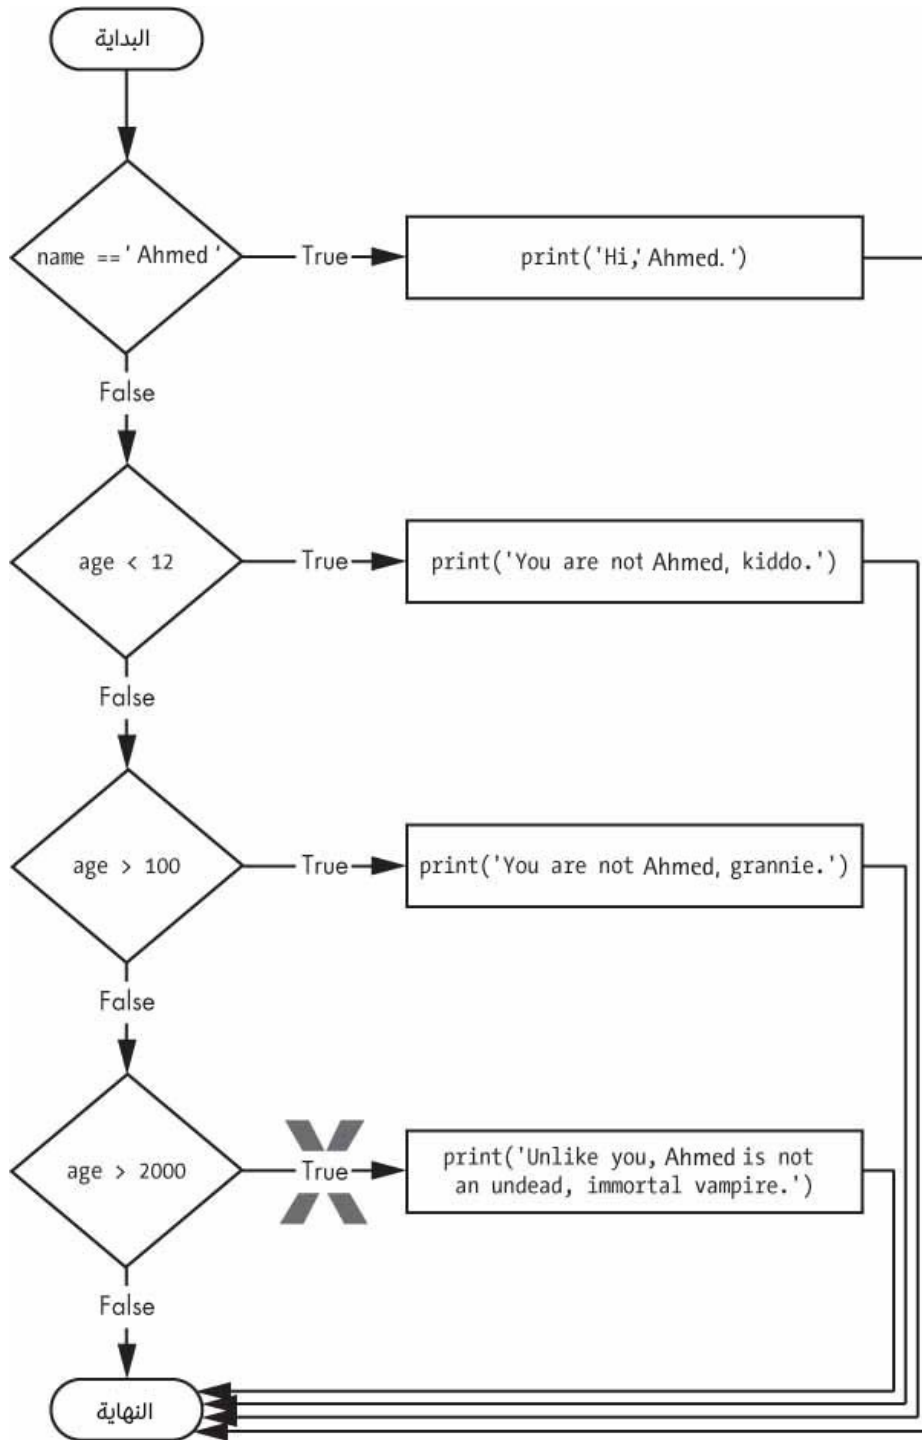 البداية
name == ' Ahmed '
True
print('Hi,' Ahmed. ')
False
age < 12
True
print('You are not Ahmed, kiddo.')
False
age > 100
True
print('You are not Ahmed, grannie.')
False
age > 2000
True
print('Unlike you, Ahmed is not
an undead, immortal vampire.')
False
النهاية